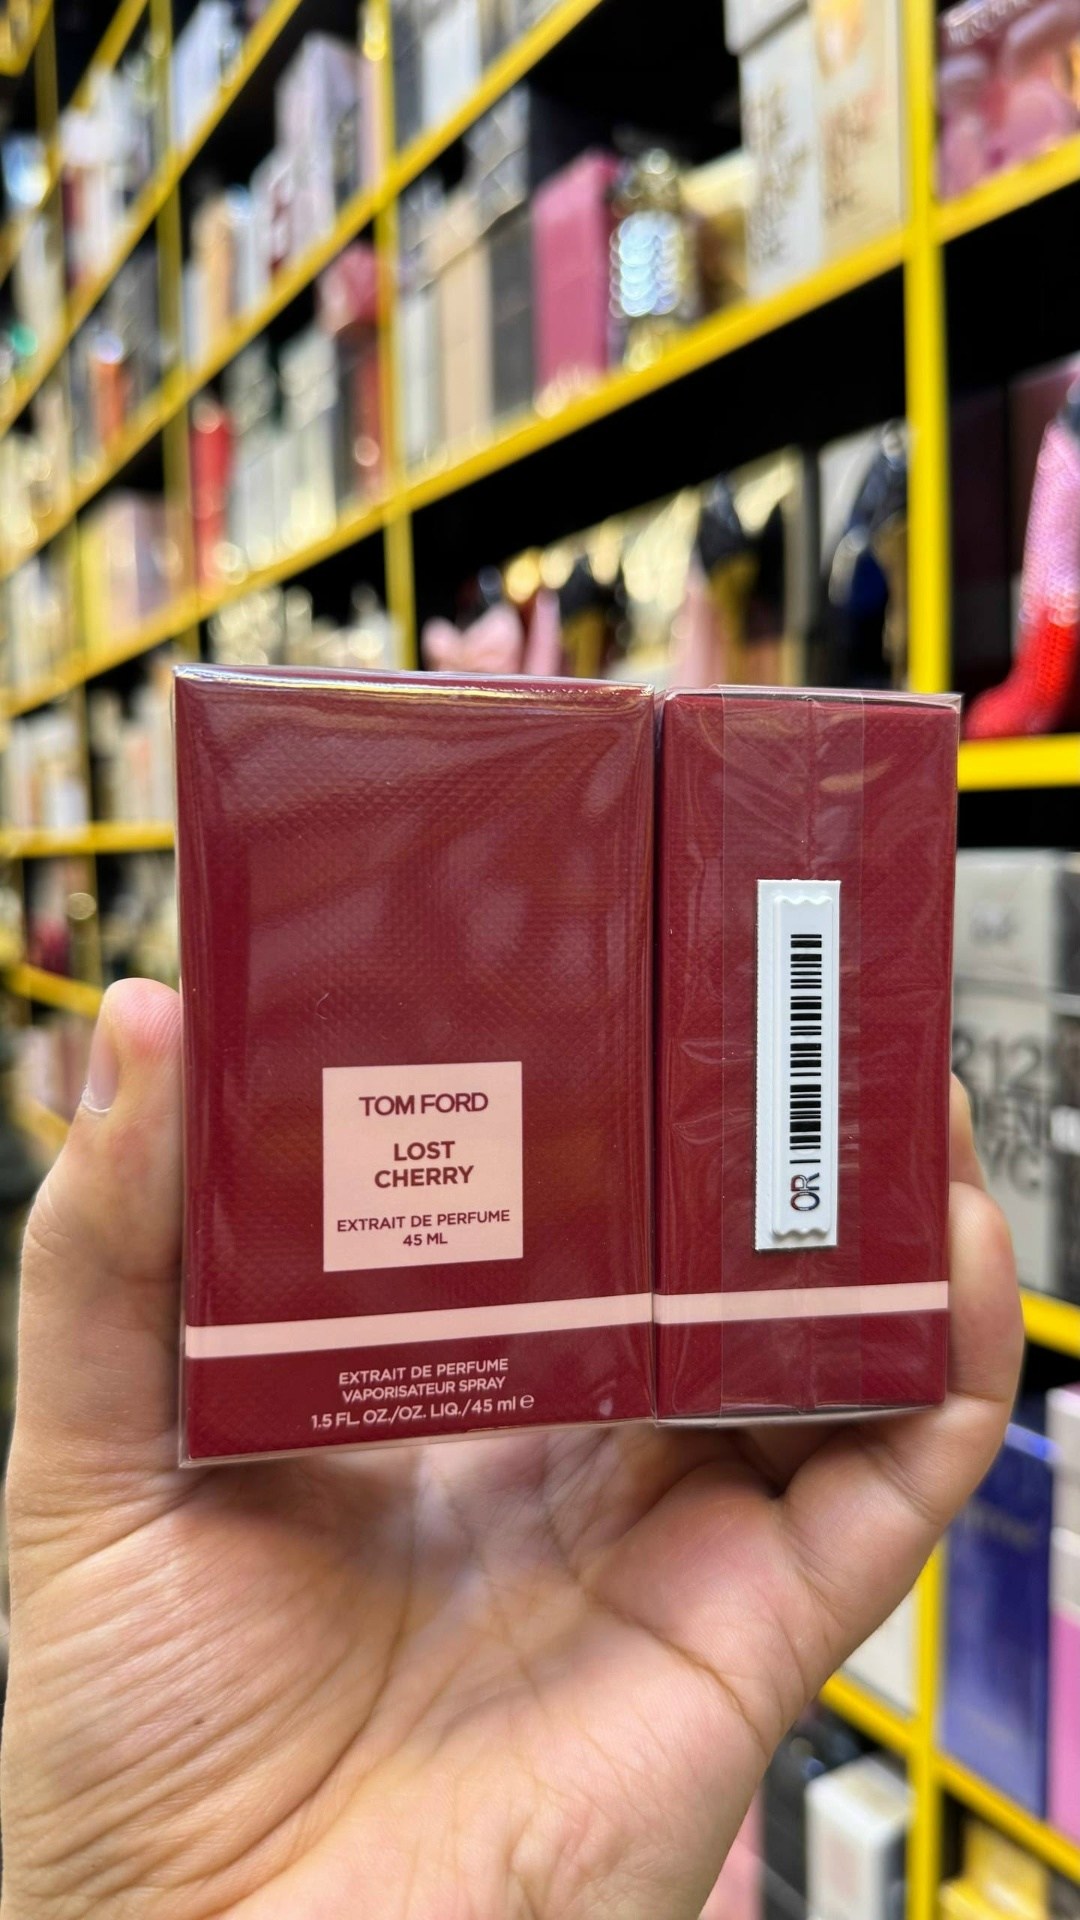 TOM FORD
LOST
CHERRY
EXTRAIT DE PERFUME
45 ML
EXTRAIT DE PERFUME
VAPORISATEUR SPRAY
1.5 FL. OZ./OZ. LIQ./45 ml ℮
OR
212